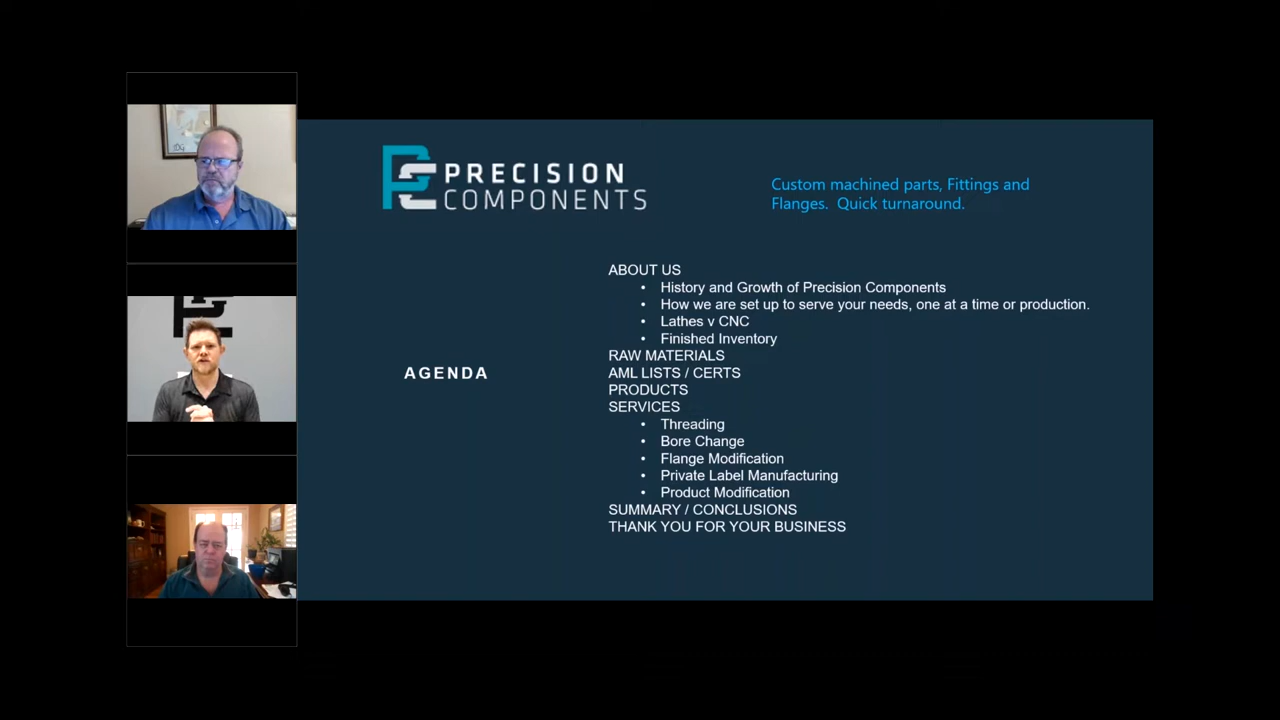 PRECISION
COMPONENTS
Custom machined parts, Fittings and
Flanges. Quick turnaround.
AGENDA
ABOUT US
• History and Growth of Precision Components
• How we are set up to serve your needs, one at a time or production.
• Lathes v CNC
• Finished Inventory
RAW MATERIALS
AML LISTS / CERTS
PRODUCTS
SERVICES
• Threading
• Bore Change
• Flange Modification
• Private Label Manufacturing
• Product Modification
SUMMARY / CONCLUSIONS
THANK YOU FOR YOUR BUSINESS